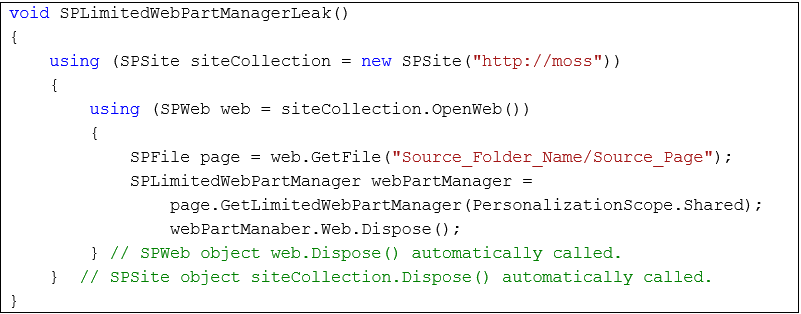 void SPLimitedWebPartManagerLeak()
{
using (SPSite siteCollection = new SPSite("http://moss"))
{
using (SPWeb web = siteCollection.OpenWeb())
{
SPFile page = web.GetFile("Source_Folder_Name/Source_Page");
SPLimitedWebPartManager webPartManager =
page.GetLimitedWebPartManager(PersonalizationScope.Shared);
webPartManaber.Web.Dispose();
} // SPWeb object web.Dispose() automatically called.
} // SPSite object siteCollection.Dispose() automatically called.
}